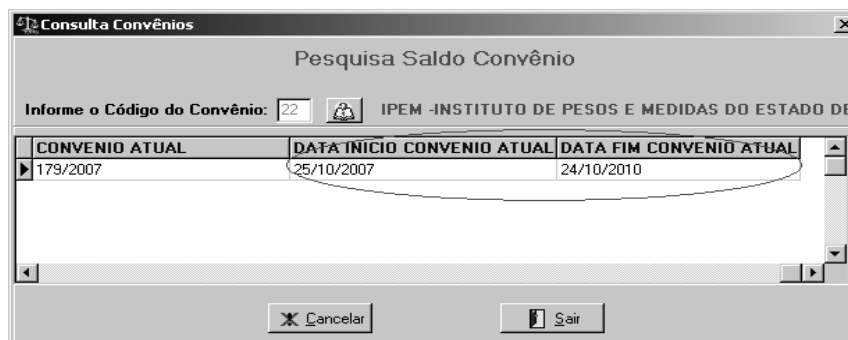 Consulta Convênios
Pesquisa Saldo Convênio
Informe o Código do Convênio: 22 IPEM -INSTITUTO DE PESOS E MEDIDAS DO ESTADO DE
CONVENIO ATUAL DATA INICIO CONVENIO ATUAL DATA FIM CONVENIO ATUAL
179/2007 25/10/2007 24/10/2010
Cancelar Sair